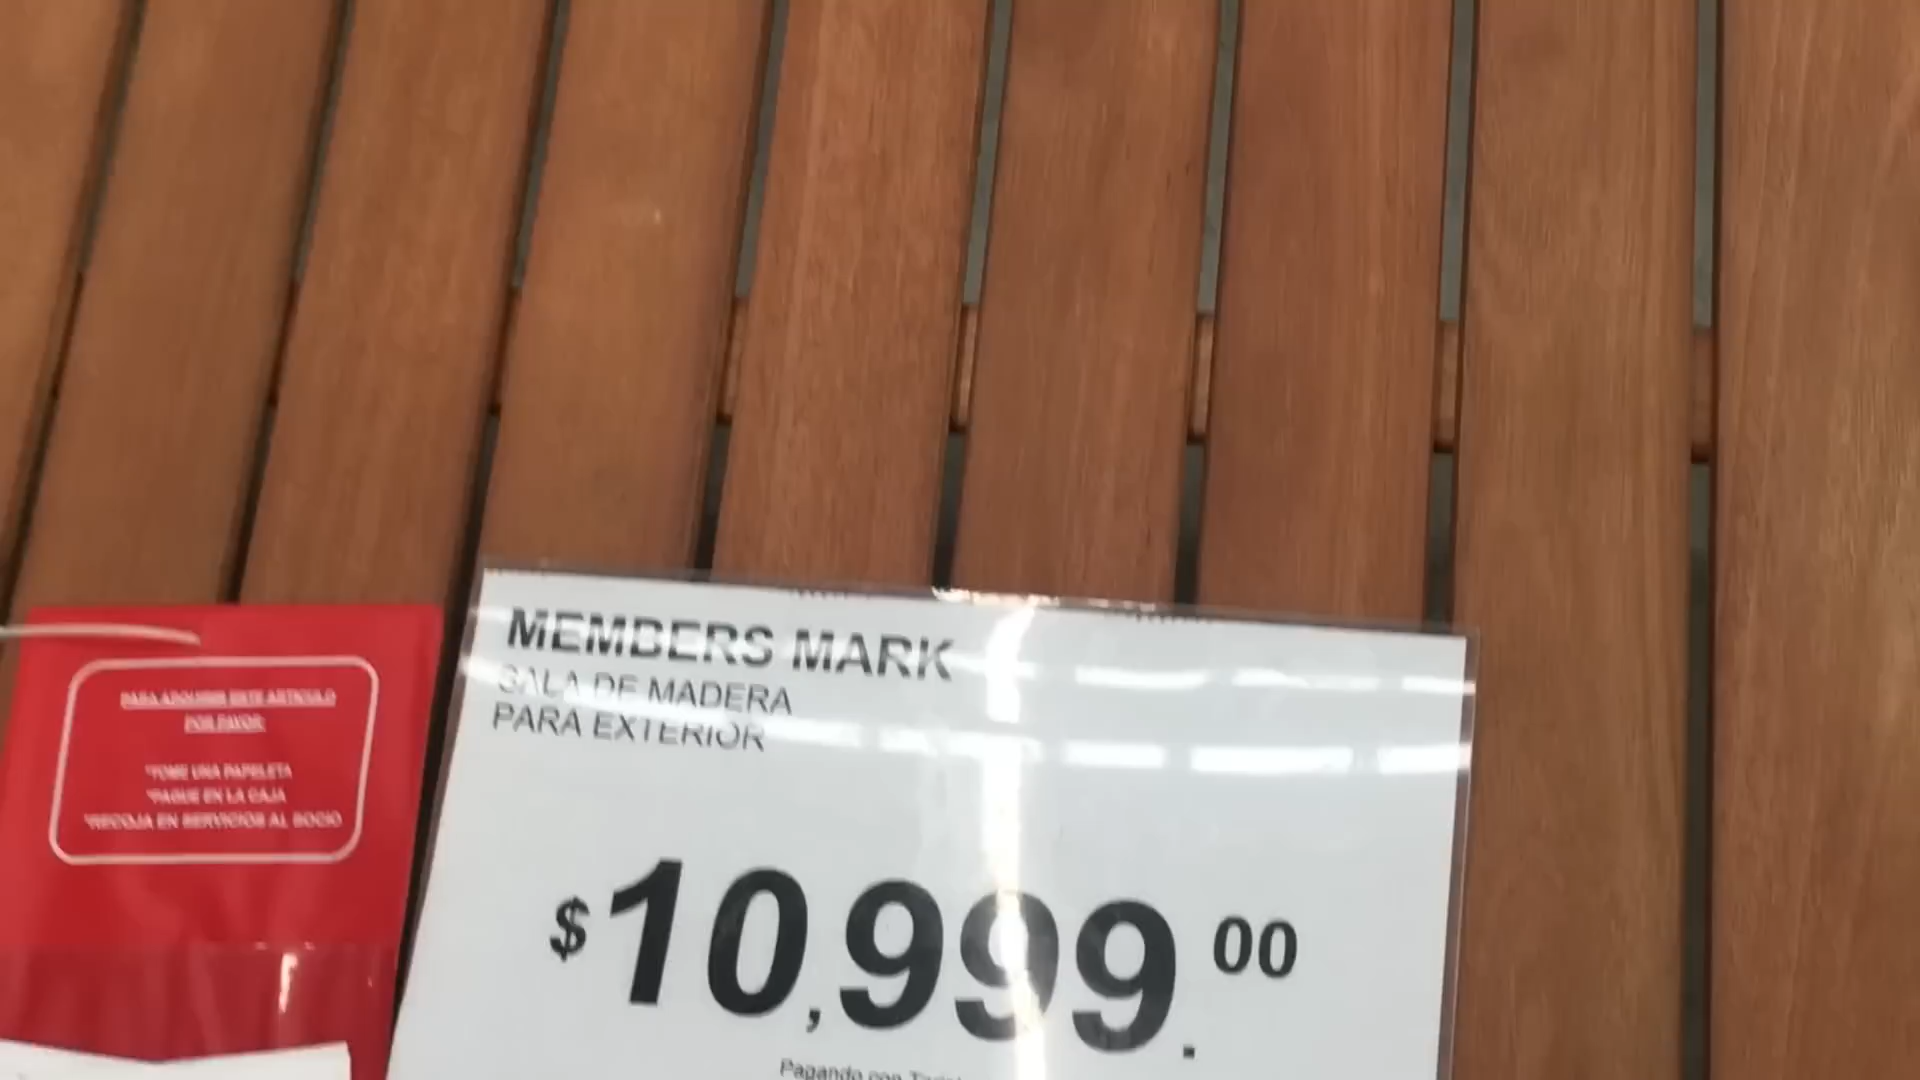 MEMBERS MARK
SALA DE MADERA
PARA EXTERIOR
$10,999.00
Pagando con
PARA ADQUIRIR ESTE ARTICULO
POR FAVOR:
*TOME UNA PAPELETA
*PAGUE EN LA CAJA
*RECOJA EN SERVICIOS AL SOCIO